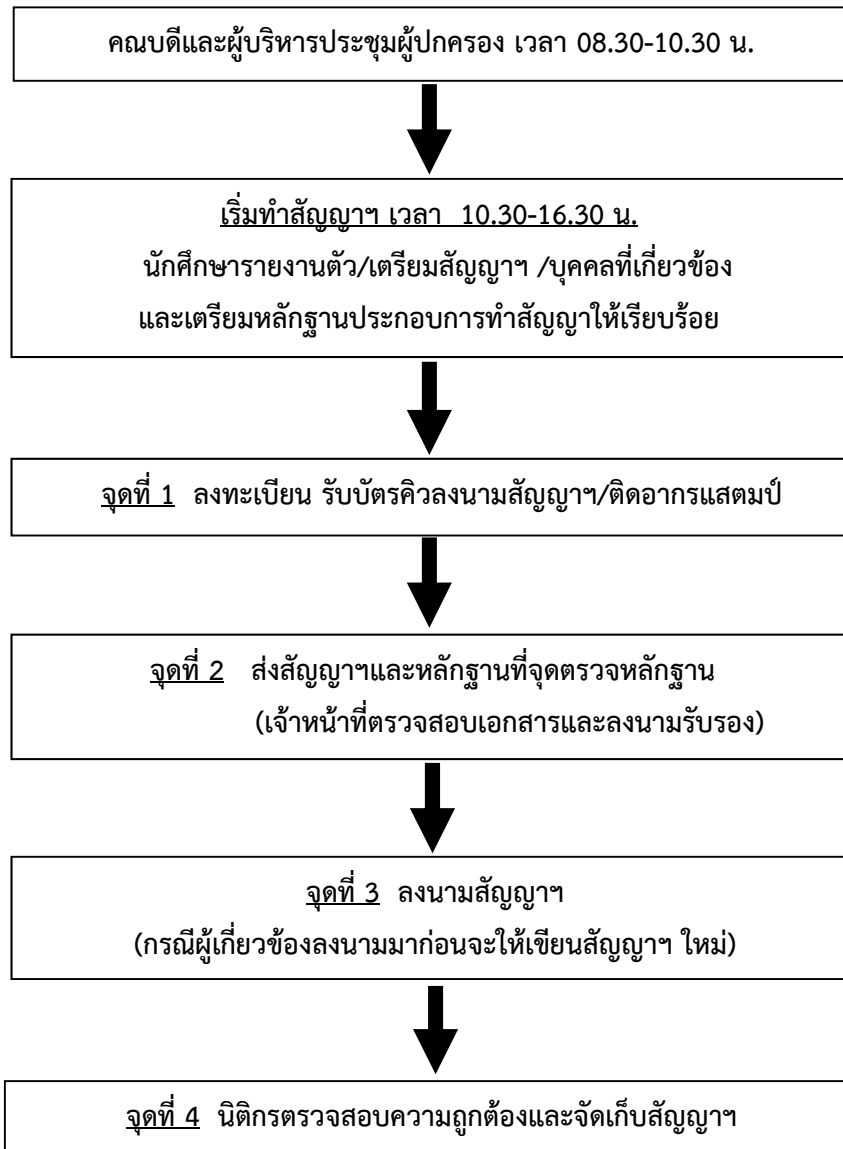 คณบดีและผู้บริหารประชุมผู้ปกครอง เวลา 08.30-10.30 น.
เริ่มทำสัญญาฯ เวลา 10.30-16.30 น.
นักศึกษารายงานตัว/เตรียมสัญญาฯ /บุคคลที่เกี่ยวข้อง
และเตรียมหลักฐานประกอบการทำสัญญาให้เรียบร้อย
จุดที่ 1 ลงทะเบียน รับบัตรคิวลงนามสัญญาฯ/ติดอากรแสตมป์
จุดที่ 2 ส่งสัญญาฯและหลักฐานที่จุดตรวจหลักฐาน
(เจ้าหน้าที่ตรวจสอบเอกสารและลงนามรับรอง)
จุดที่ 3 ลงนามสัญญาฯ
(กรณีผู้เกี่ยวข้องลงนามมาก่อนจะให้เขียนสัญญาฯ ใหม่)
จุดที่ 4 นิติกรตรวจสอบความถูกต้องและจัดเก็บสัญญาฯ